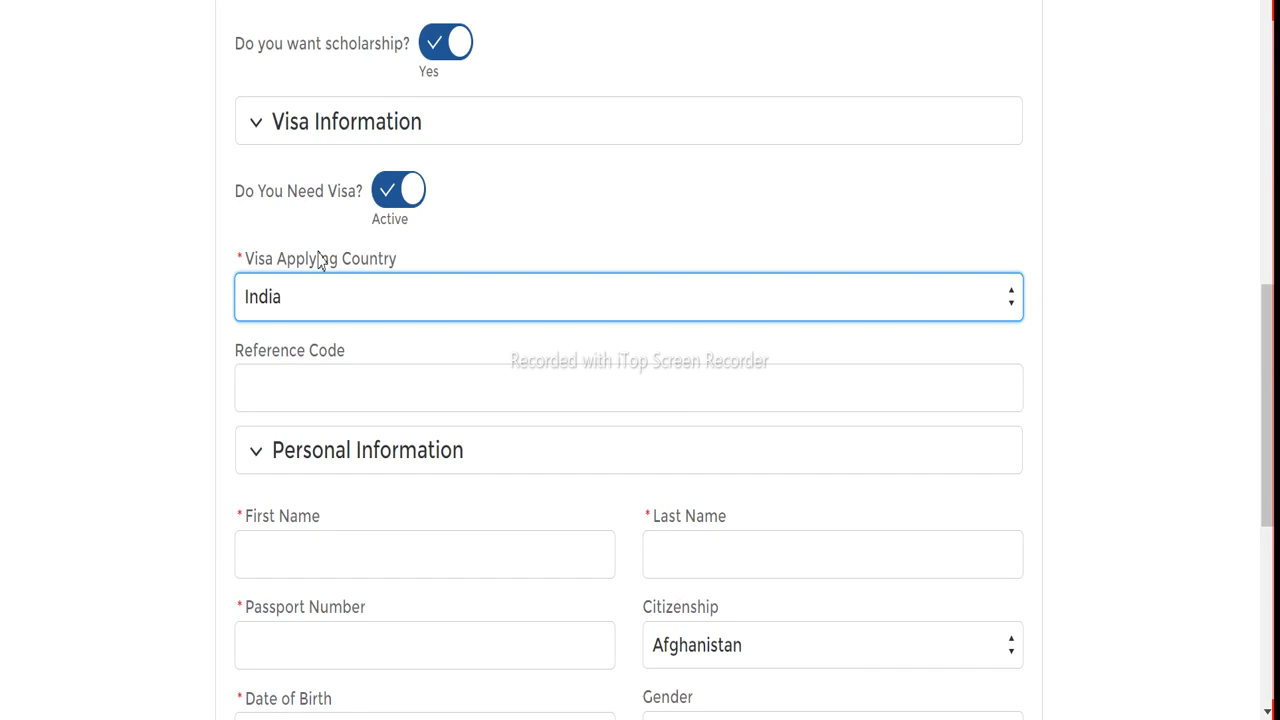 Do you want scholarship?
Yes
Visa Information
Do You Need Visa?
Active
* Visa Applying Country
India
Reference Code
Recorded with iTop Screen Recorder
Personal Information
* First Name * Last Name
* Passport Number Citizenship
Afghanistan
* Date of Birth Gender